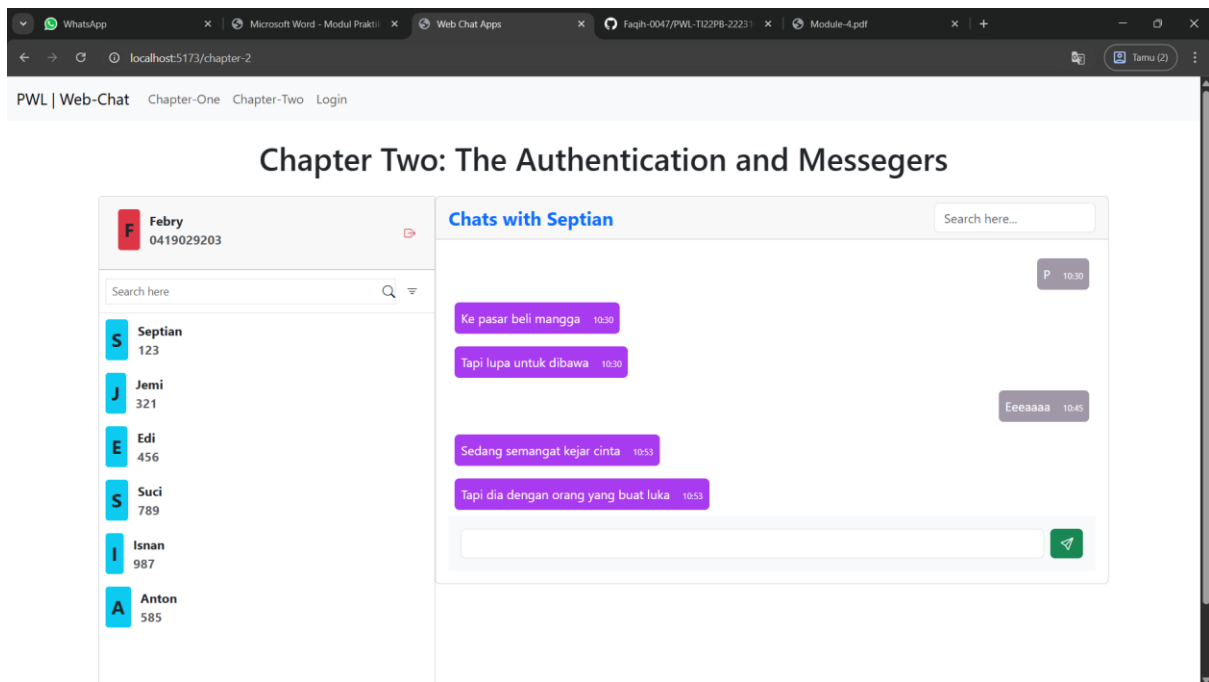 WhatsApp
Microsoft Word - Modul Prakti
Web Chat Apps
Faqih-0047/PWL-TI22PB-2223
Module-4.pdf
localhost:5173/chapter-2
Tamu (2)
PWL | Web-Chat Chapter-One Chapter-Two Login
Chapter Two: The Authentication and Messegers
F
Febry
0419029203
Search here
S
Septian
123
J
Jemi
321
E
Edi
456
S
Suci
789
I
Isnan
987
A
Anton
585
Chats with Septian
Search here...
P 10:30
Ke pasar beli mangga 10:30
Tapi lupa untuk dibawa 10:30
Eeeaaaa 10:45
Sedang semangat kejar cinta 10:53
Tapi dia dengan orang yang buat luka 10:53